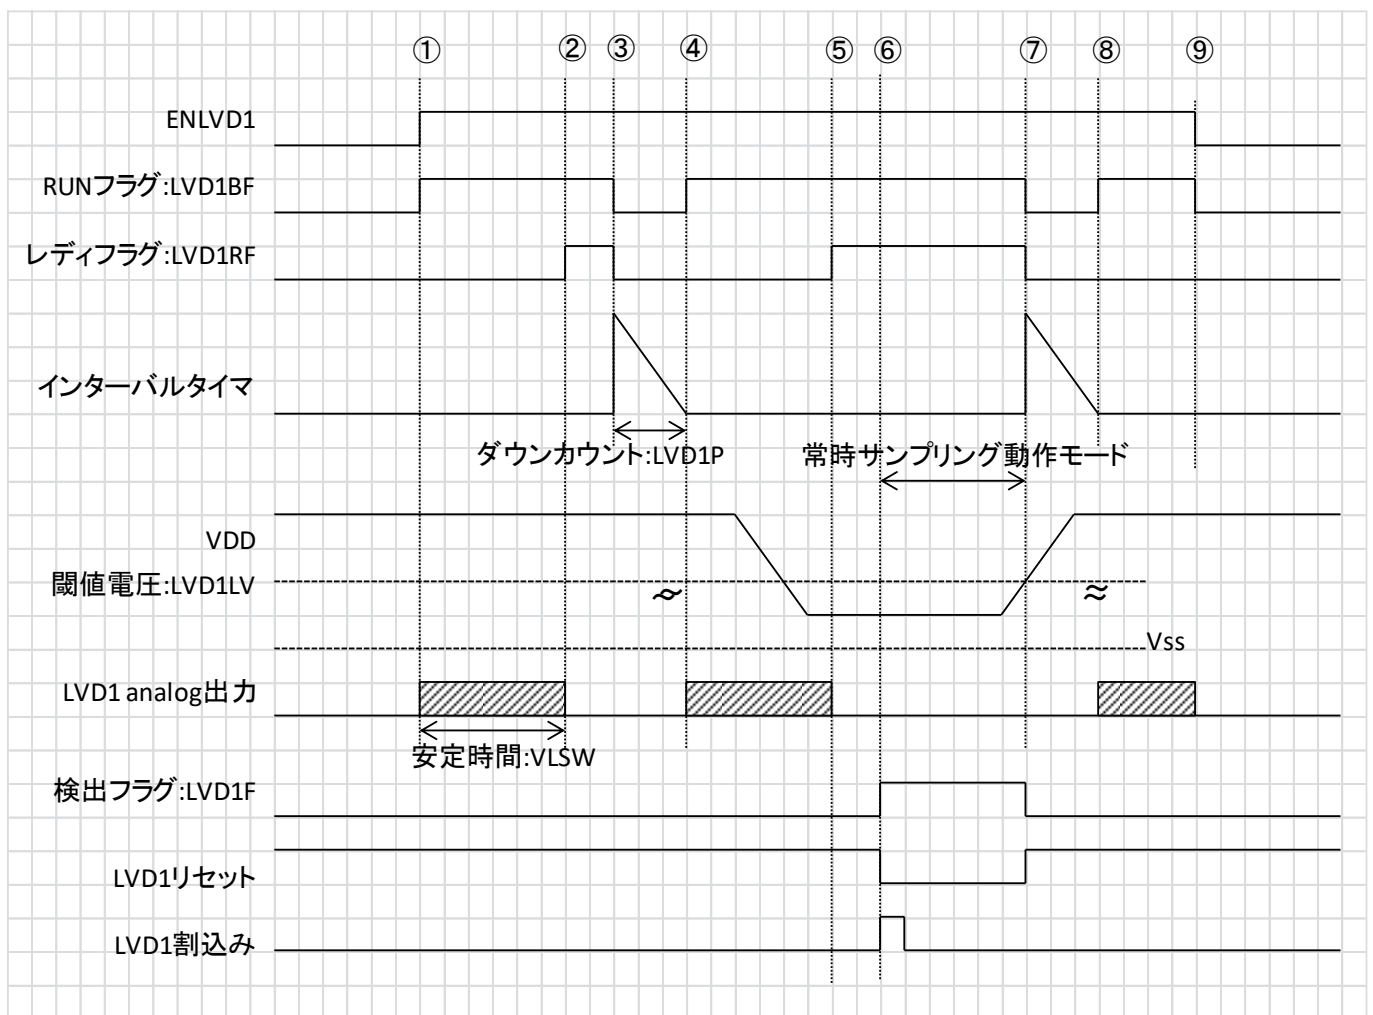 ① ② ③ ④ ⑤ ⑥ ⑦ ⑧ ⑨
ENLVD1
RUNフラグ:LVD1BF
レディフラグ:LVD1RF
インターバルタイマ
ダウンカウント:LVD1P
常時サンプリング動作モード
VDD
閾値電圧:LVD1LV
Vss
LVD1 analog出力
安定時間:VLSW
検出フラグ:LVD1F
LVD1リセット
LVD1割込み